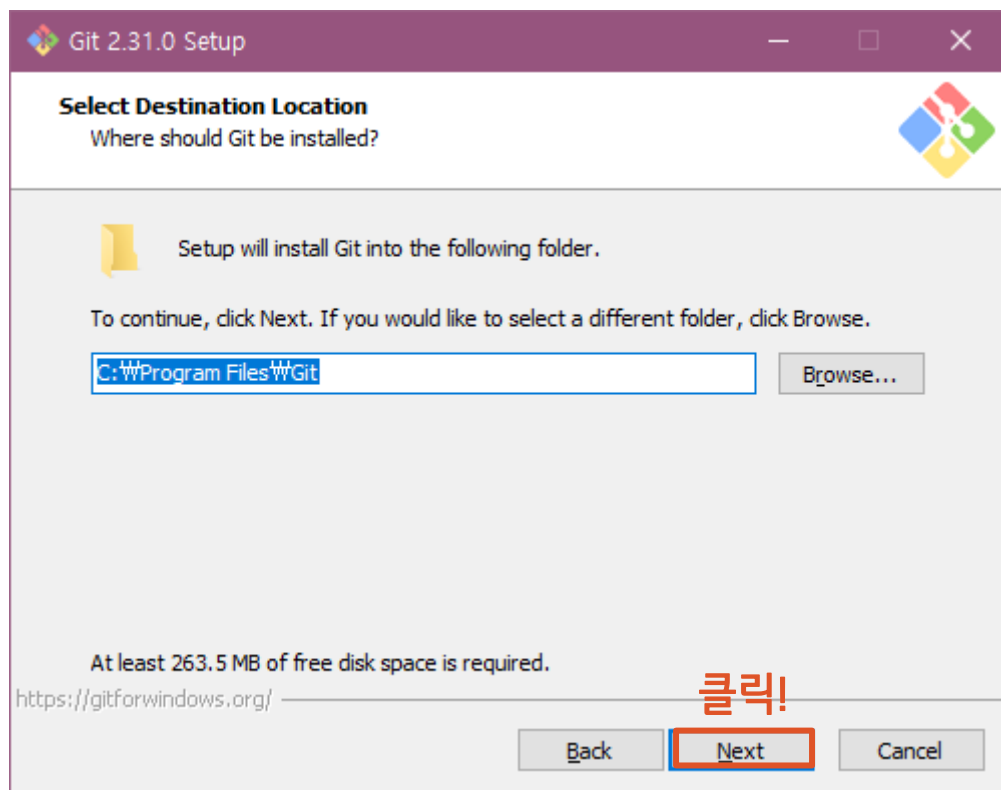 Git 2.31.0 Setup
Select Destination Location
Where should Git be installed?
Setup will install Git into the following folder.
To continue, click Next. If you would like to select a different folder, click Browse.
C:₩Program Files₩Git
Browse...
At least 263.5 MB of free disk space is required.
https://gitforwindows.org/
클릭!
Back
Next
Cancel